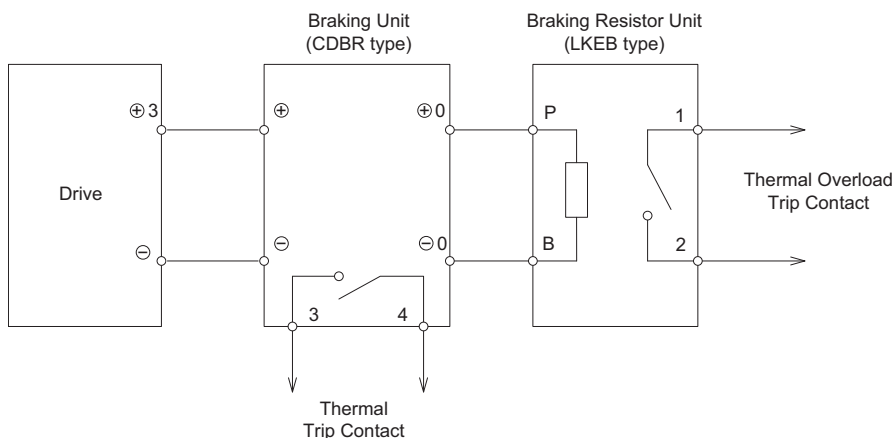 Braking Unit
(CDBR type)
Braking Resistor Unit
(LKEB type)
⊕3
⊕
⊕0
P
1
Drive
Thermal Overload
Trip Contact
⊖
⊖
⊖0
B
2
3
4
Thermal
Trip Contact